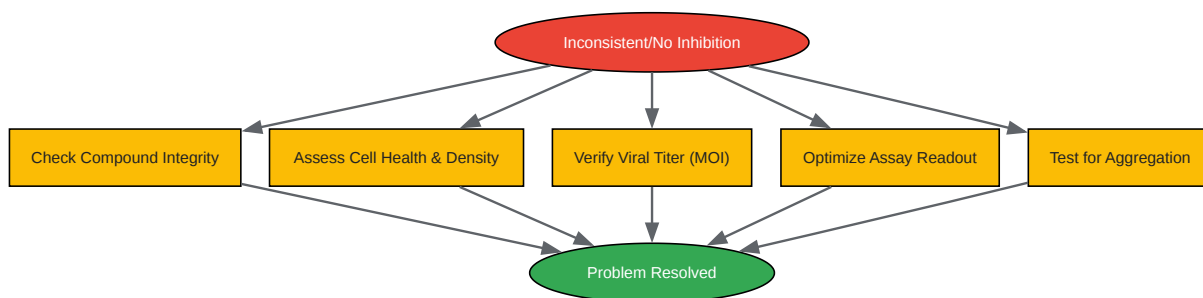 Inconsistent/No Inhibition
Check Compound Integrity
Assess Cell Health & Density
Verify Viral Titer (MOI)
Optimize Assay Readout
Test for Aggregation
Problem Resolved